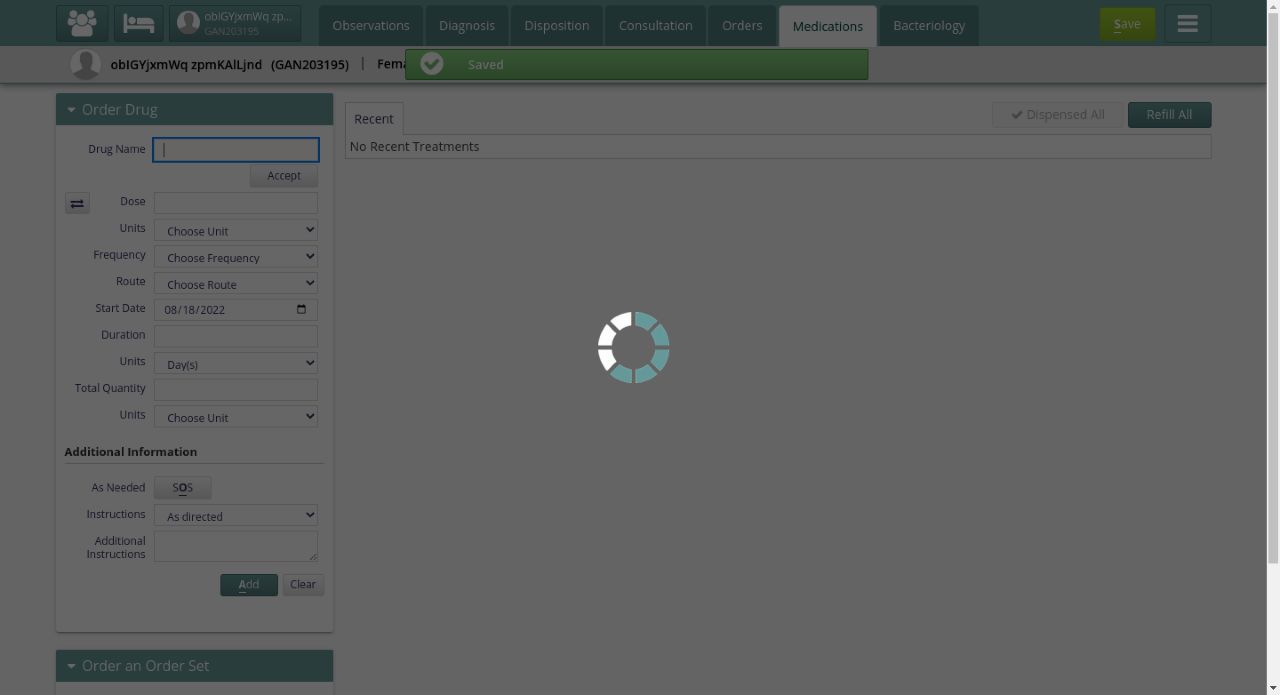 obIGYjxmWq zp...
GAN203195
Observations
Diagnosis
Disposition
Consultation
Orders
Medications
Bacteriology
Save
obIGYjxmWq zpmKAlLjnd (GAN203195) | Fema
Saved
Order Drug
Drug Name
Accept
Dose
Units Choose Unit
Frequency Choose Frequency
Route Choose Route
Start Date 08/18/2022
Duration
Units Day(s)
Total Quantity
Units Choose Unit
Additional Information
As Needed SOS
Instructions As directed
Additional
Instructions
Add Clear
Order an Order Set
Recent
Dispensed All
Refill All
No Recent Treatments